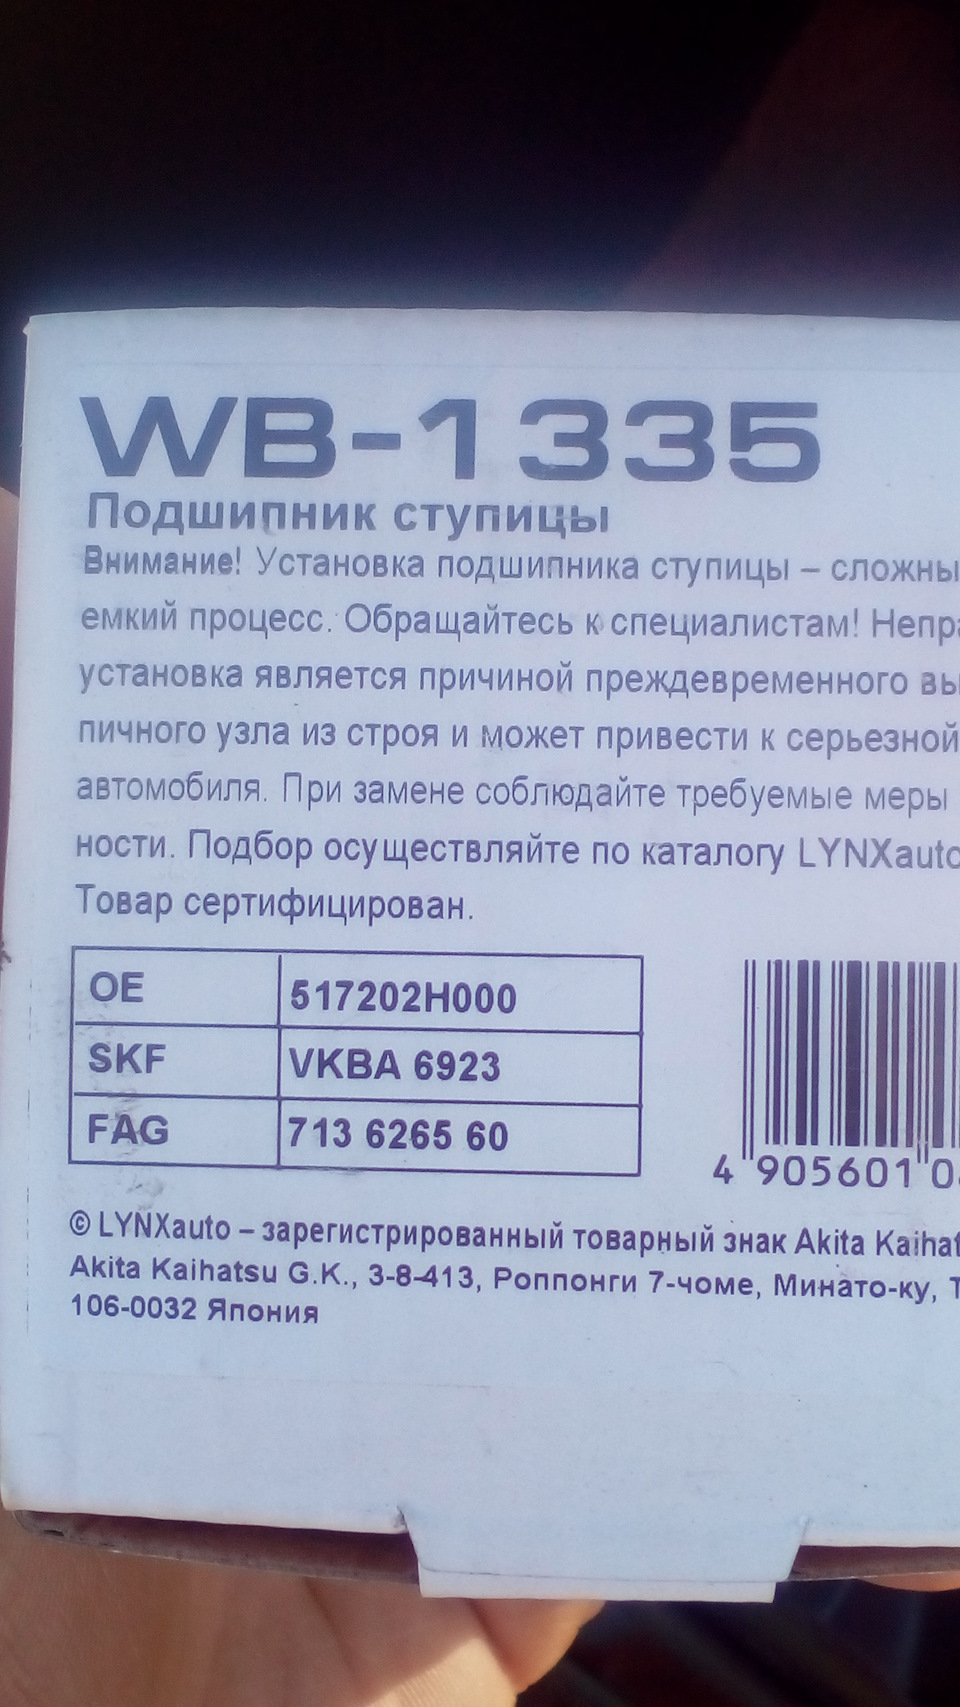 WB-1335
Подшипник ступицы
Внимание! Установка подшипника ступицы – сложны
емкий процесс. Обращайтесь к специалистам! Непра
установка является причиной преждевременного вы
пичного узла из строя и может привести к серьезной
автомобиля. При замене соблюдайте требуемые меры
ности. Подбор осуществляйте по каталогу LYNXauto
Товар сертифицирован.
OE 517202H000
SKF VKBA 6923
FAG 713 6265 60
4 905601 0
© LYNXauto – зарегистрированный товарный знак Akita Kaihat
Akita Kaihatsu G.K., 3-8-413, Роппонги 7-чоме, Минато-ку, Т
106-0032 Япония